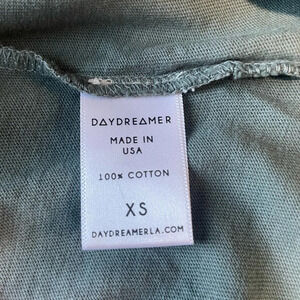 DAYDREAMER
MADE IN
USA
100% COTTON
XS
DAYDREAMERLA.COM